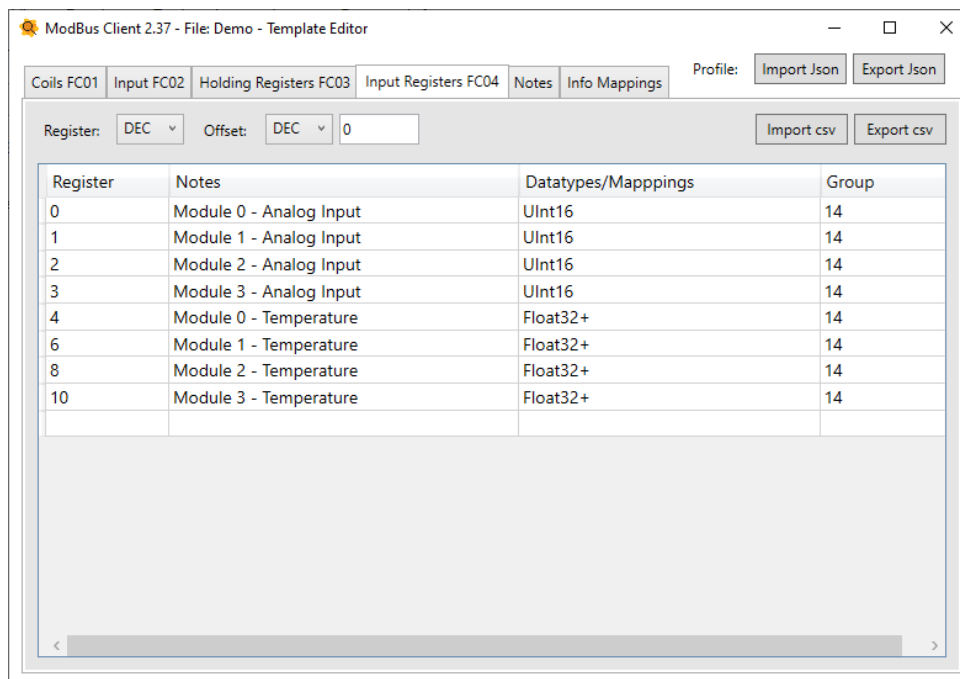 ModBus Client 2.37 - File: Demo - Template Editor
Coils FC01 Input FC02 Holding Registers FC03 Input Registers FC04 Notes Info Mappings Profile: Import Json Export Json
Register: DEC Offset: DEC 0 Import csv Export csv
Register Notes Datatypes/Mapppings Group
0 Module 0 - Analog Input UInt16 14
1 Module 1 - Analog Input UInt16 14
2 Module 2 - Analog Input UInt16 14
3 Module 3 - Analog Input UInt16 14
4 Module 0 - Temperature Float32+ 14
6 Module 1 - Temperature Float32+ 14
8 Module 2 - Temperature Float32+ 14
10 Module 3 - Temperature Float32+ 14